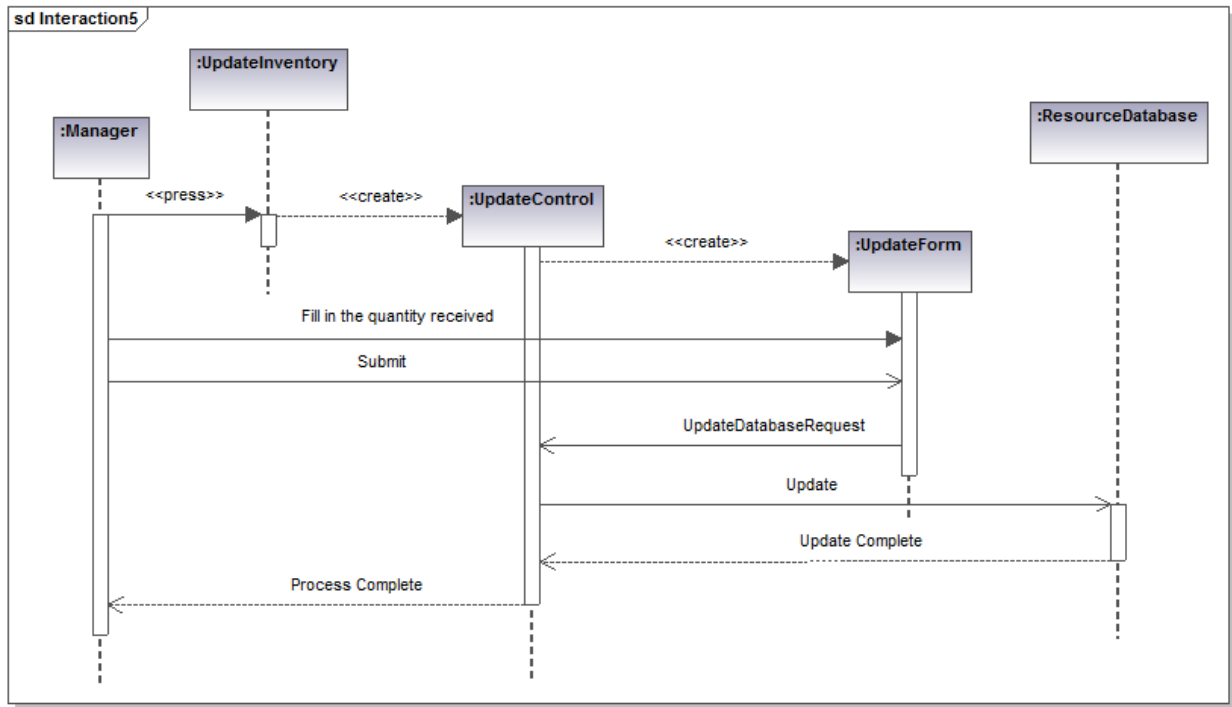 sd Interaction5
:UpdateInventory
:Manager
:ResourceDatabase
<<press>>
<<create>>
:UpdateControl
<<create>>
:UpdateForm
Fill in the quantity received
Submit
UpdateDatabaseRequest
Update
Update Complete
Process Complete